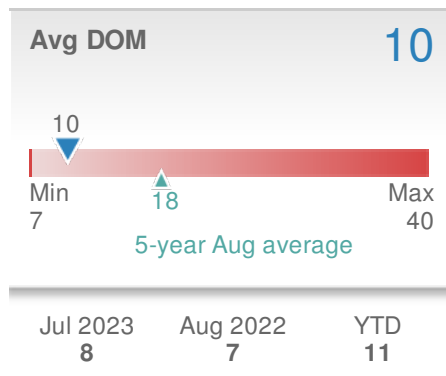 Avg DOM 10
10
Min 18 Max
7 40
5-year Aug average
Jul 2023 Aug 2022 YTD
8 7 11